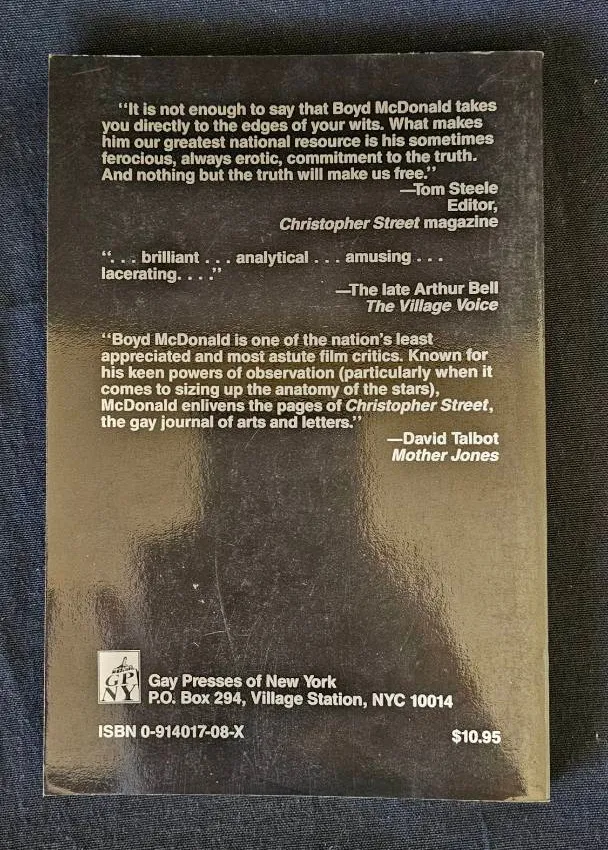 “It is not enough to say that Boyd McDonald takes
you directly to the edges of your wits. What makes
him our greatest national resource is his sometimes
ferocious, always erotic, commitment to the truth.
And nothing but the truth will make us free.”
—Tom Steele
Editor,
Christopher Street magazine
“. . . brilliant . . . analytical . . . amusing . . .
lacerating. . . .”
—The late Arthur Bell
The Village Voice
“Boyd McDonald is one of the nation’s least
appreciated and most astute film critics. Known for
his keen powers of observation (particularly when it
comes to sizing up the anatomy of the stars),
McDonald enlivens the pages of Christopher Street,
the gay journal of arts and letters.”
—David Talbot
Mother Jones
GP
NY
Gay Presses of New York
P.O. Box 294, Village Station, NYC 10014
ISBN 0-914017-08-X
$10.95